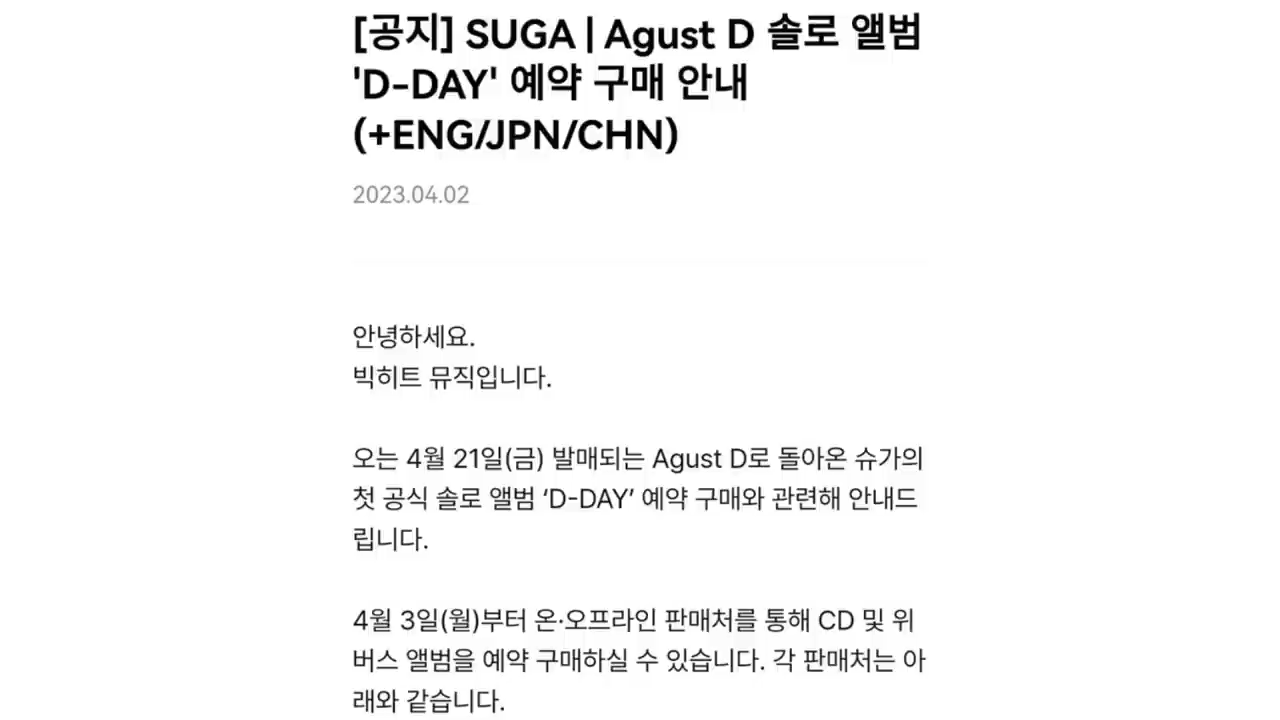 [공지] SUGA | Agust D 솔로 앨범
'D-DAY' 예약 구매 안내
(+ENG/JPN/CHN)
2023.04.02
안녕하세요.
빅히트 뮤직입니다.
오는 4월 21일(금) 발매되는 Agust D로 돌아온 슈가의
첫 공식 솔로 앨범 ‘D-DAY’ 예약 구매와 관련해 안내드
립니다.
4월 3일(월)부터 온·오프라인 판매처를 통해 CD 및 위
버스 앨범을 예약 구매하실 수 있습니다. 각 판매처는 아
래와 같습니다.